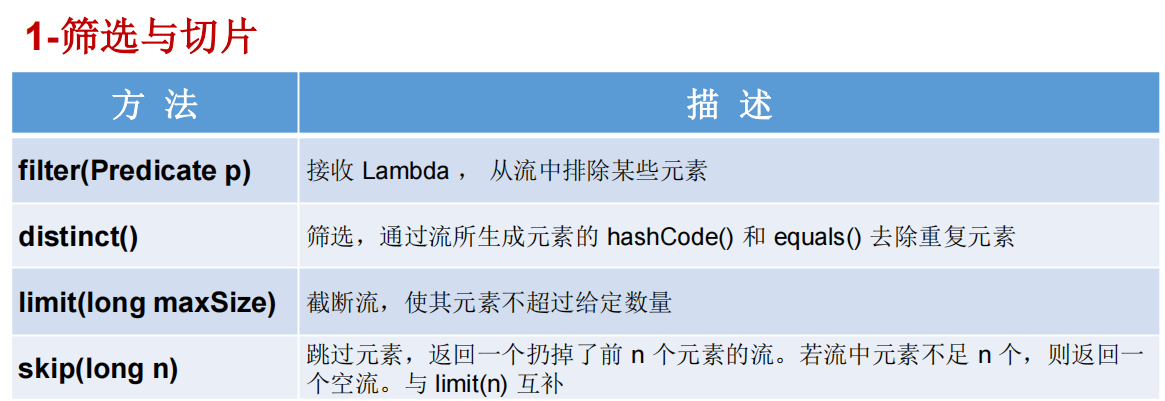 1-筛选与切片
方 法
描 述
filter(Predicate p)
接收 Lambda ， 从流中排除某些元素
distinct()
筛选，通过流所生成元素的 hashCode() 和 equals() 去除重复元素
limit(long maxSize)
截断流，使其元素不超过给定数量
skip(long n)
跳过元素，返回一个扔掉了前 n 个元素的流。若流中元素不足 n 个，则返回一
个空流。与 limit(n) 互补